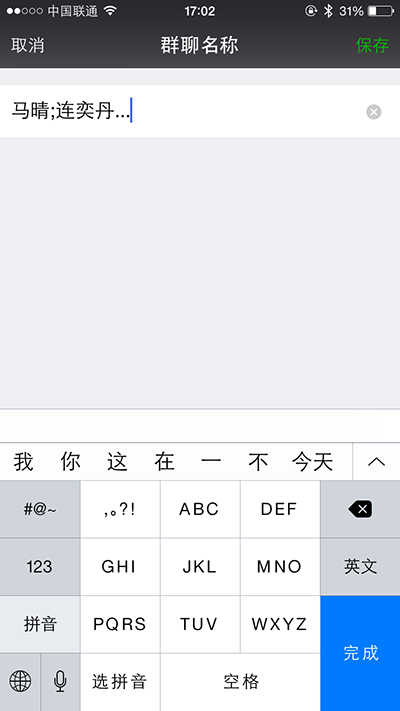 中国联通 17:02 31%
取消 群聊名称 保存
马晴;连奕丹...
我 你 这 在 一 不 今天
#@~ ,。?! ABC DEF
123 GHI JKL MNO 英文
拼音 PQRS TUV WXYZ 完成
选拼音 空格